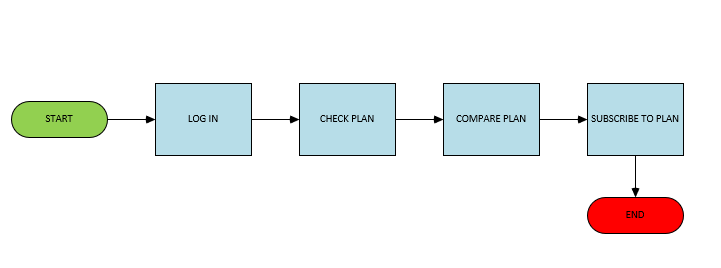 START
LOG IN
CHECK PLAN
COMPARE PLAN
SUBSCRIBE TO PLAN
END